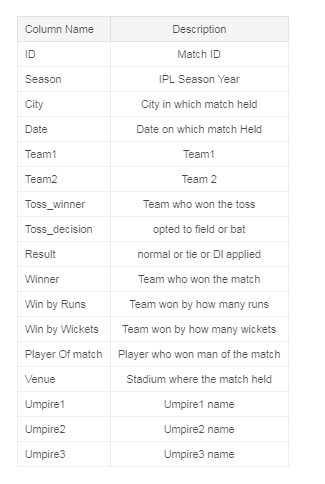 Column Name Description
ID Match ID
Season IPL Season Year
City City in which match held
Date Date on which match Held
Team1 Team1
Team2 Team 2
Toss_winner Team who won the toss
Toss_decision opted to field or bat
Result normal or tie or Dl applied
Winner Team who won the match
Win by Runs Team won by how many runs
Win by Wickets Team won by how many wickets
Player Of match Player who won man of the match
Venue Stadium where the match held
Umpire1 Umpire1 name
Umpire2 Umpire2 name
Umpire3 Umpire3 name